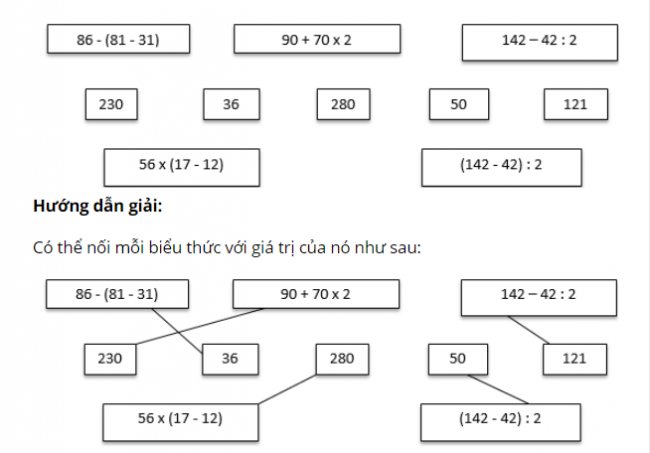 86 - (81 - 31) 90 + 70 x 2 142 – 42 : 2
230 36 280 50 121
56 x (17 - 12) (142 - 42) : 2
Hướng dẫn giải:
Có thể nối mỗi biểu thức với giá trị của nó như sau:
86 - (81 - 31) 90 + 70 x 2 142 – 42 : 2
230 36 280 50 121
56 x (17 - 12) (142 - 42) : 2